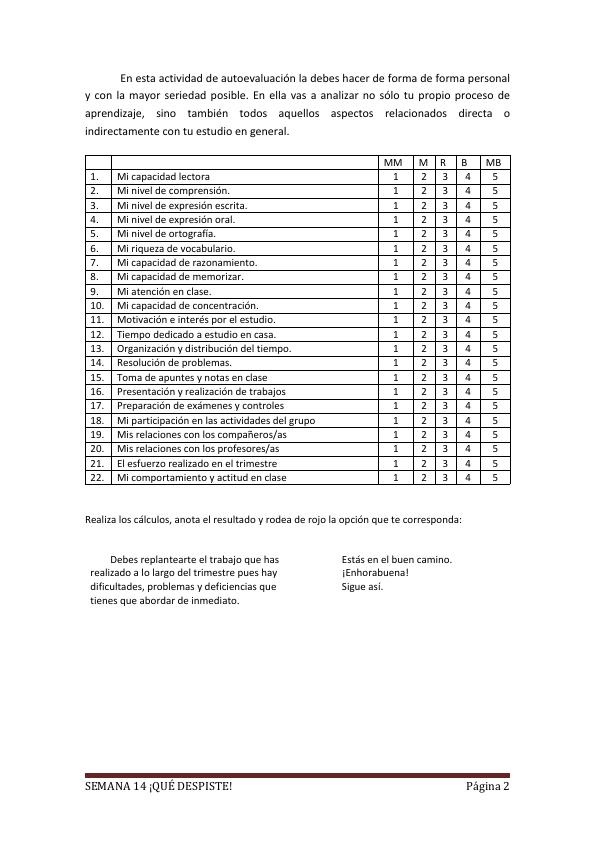 En esta actividad de autoevaluación la debes hacer de forma de forma personal
y con la mayor seriedad posible. En ella vas a analizar no sólo tu propio proceso de
aprendizaje, sino también todos aquellos aspectos relacionados directa o
indirectamente con tu estudio en general.
MM M R B MB
1. Mi capacidad lectora 1 2 3 4 5
2. Mi nivel de comprensión. 1 2 3 4 5
3. Mi nivel de expresión escrita. 1 2 3 4 5
4. Mi nivel de expresión oral. 1 2 3 4 5
5. Mi nivel de ortografía. 1 2 3 4 5
6. Mi riqueza de vocabulario. 1 2 3 4 5
7. Mi capacidad de razonamiento. 1 2 3 4 5
8. Mi capacidad de memorizar. 1 2 3 4 5
9. Mi atención en clase. 1 2 3 4 5
10. Mi capacidad de concentración. 1 2 3 4 5
11. Motivación e interés por el estudio. 1 2 3 4 5
12. Tiempo dedicado a estudio en casa. 1 2 3 4 5
13. Organización y distribución del tiempo. 1 2 3 4 5
14. Resolución de problemas. 1 2 3 4 5
15. Toma de apuntes y notas en clase 1 2 3 4 5
16. Presentación y realización de trabajos 1 2 3 4 5
17. Preparación de exámenes y controles 1 2 3 4 5
18. Mi participación en las actividades del grupo 1 2 3 4 5
19. Mis relaciones con los compañeros/as 1 2 3 4 5
20. Mis relaciones con los profesores/as 1 2 3 4 5
21. El esfuerzo realizado en el trimestre 1 2 3 4 5
22. Mi comportamiento y actitud en clase 1 2 3 4 5
Realiza los cálculos, anota el resultado y rodea de rojo la opción que te corresponda:
Debes replantearte el trabajo que has
realizado a lo largo del trimestre pues hay
dificultades, problemas y deficiencias que
tienes que abordar de inmediato.
Estás en el buen camino.
¡Enhorabuena!
Sigue así.
SEMANA 14 ¡QUÉ DESPISTE! Página 2